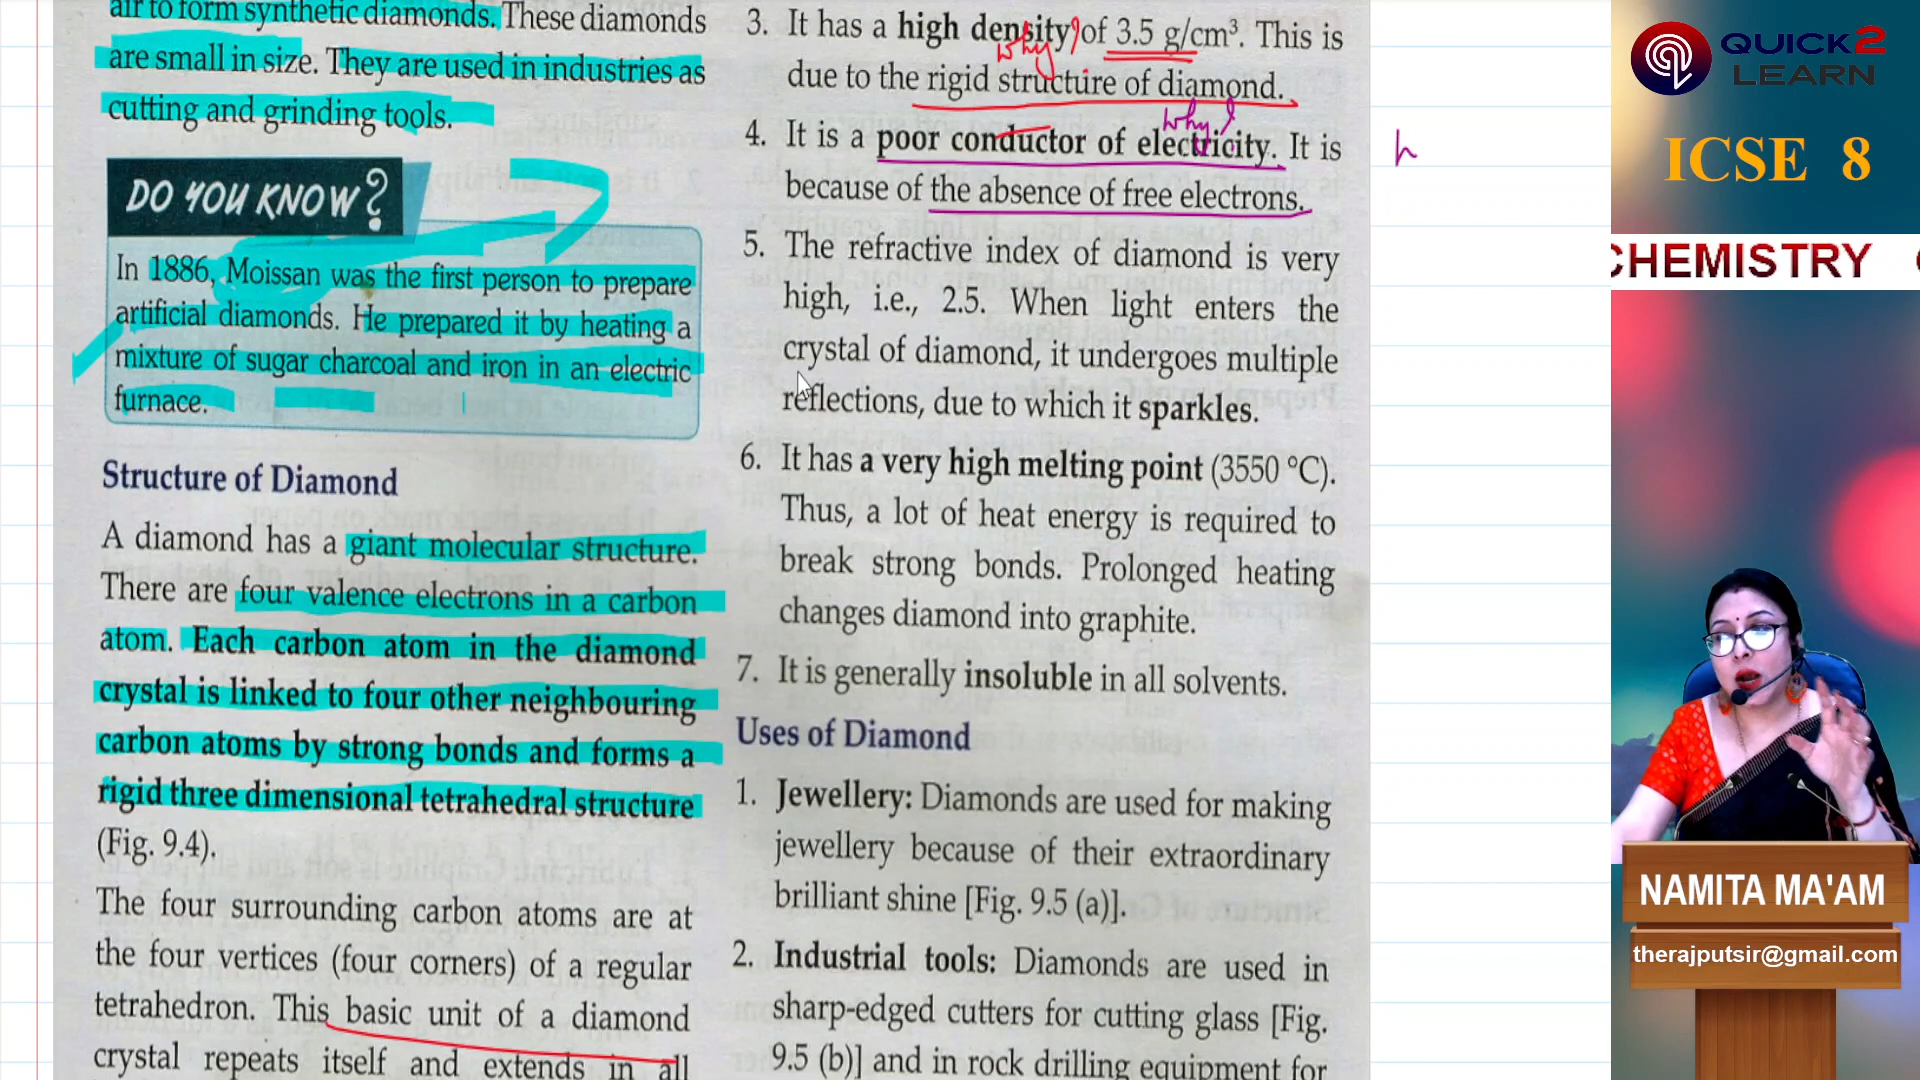 air to form synthetic diamonds. These diamonds
are small in size. They are used in industries as
cutting and grinding tools.
DO YOU KNOW?
In 1886, Moissan was the first person to prepare
artificial diamonds. He prepared it by heating a
mixture of sugar charcoal and iron in an electric
furnace.
Structure of Diamond
A diamond has a giant molecular structure.
There are four valence electrons in a carbon
atom. Each carbon atom in the diamond
crystal is linked to four other neighbouring
carbon atoms by strong bonds and forms a
rigid three dimensional tetrahedral structure
(Fig. 9.4).
The four surrounding carbon atoms are at
the four vertices (four corners) of a regular
tetrahedron. This basic unit of a diamond
crystal repeats itself and extends in all
3. It has a high density of 3.5 g/cm³. This is
why?
due to the rigid structure of diamond.
why?
4. It is a poor conductor of electricity. It is
because of the absence of free electrons.
5. The refractive index of diamond is very
high, i.e., 2.5. When light enters the
crystal of diamond, it undergoes multiple
reflections, due to which it sparkles.
6. It has a very high melting point (3550 °C).
Thus, a lot of heat energy is required to
break strong bonds. Prolonged heating
changes diamond into graphite.
7. It is generally insoluble in all solvents.
Uses of Diamond
1. Jewellery: Diamonds are used for making
jewellery because of their extraordinary
brilliant shine [Fig. 9.5 (a)].
2. Industrial tools: Diamonds are used in
sharp-edged cutters for cutting glass [Fig.
9.5 (b)] and in rock drilling equipment for
h
QUICK2
LEARN
ICSE 8
CHEMISTRY
NAMITA MA'AM
therajputsir@gmail.com